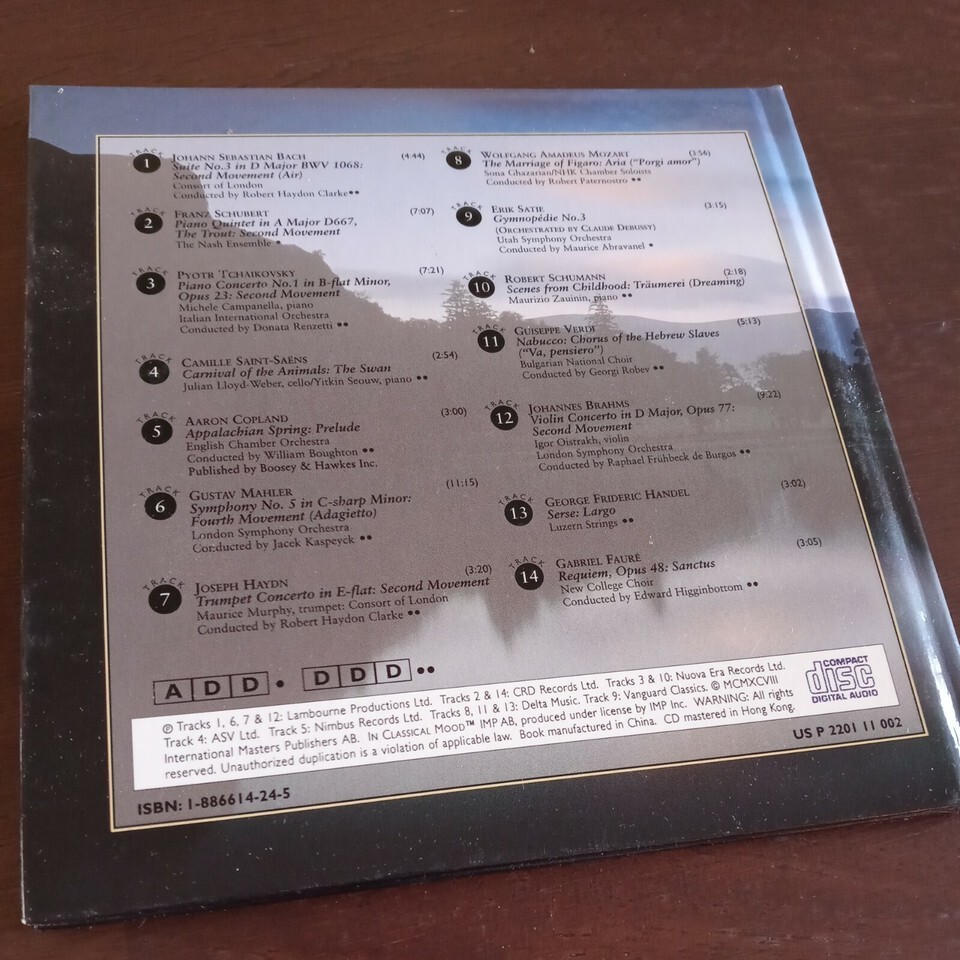 TRACK
1
JOHANN SEBASTIAN BACH (4:44)
Suite No.3 in D Major BWV 1068:
Second Movement (Air)
Consort of London
Conducted by Robert Haydon Clarke••
TRACK
2
FRANZ SCHUBERT (7:07)
Piano Quintet in A Major D667,
The Trout: Second Movement
The Nash Ensemble •
TRACK
3
PYOTR TCHAIKOVSKY (7:21)
Piano Concerto No.1 in B-flat Minor,
Opus 23: Second Movement
Michele Campanella, piano
Italian International Orchestra
Conducted by Donata Renzetti ••
TRACK
4
CAMILLE SAINT-SAËNS (2:54)
Carnival of the Animals: The Swan
Julian Lloyd-Weber, cello/Yitkin Seouw, piano ••
TRACK
5
AARON COPLAND (3:00)
Appalachian Spring: Prelude
English Chamber Orchestra
Conducted by William Boughton ••
Published by Boosey & Hawkes Inc.
TRACK
6
GUSTAV MAHLER (11:15)
Symphony No. 5 in C-sharp Minor:
Fourth Movement (Adagietto)
London Symphony Orchestra
Conducted by Jacek Kaspeyck ••
TRACK
7
JOSEPH HAYDN (3:20)
Trumpet Concerto in E-flat: Second Movement
Maurice Murphy, trumpet: Consort of London
Conducted by Robert Haydon Clarke ••
TRACK
8
WOLFGANG AMADEUS MOZART (3:56)
The Marriage of Figaro: Aria ("Porgi amor")
Sona Ghazarian/NHK Chamber Soloists
Conducted by Robert Paternostro ••
TRACK
9
ERIK SATIE (3:15)
Gymnopédie No.3
(ORCHESTRATED BY CLAUDE DEBUSSY)
Utah Symphony Orchestra
Conducted by Maurice Abravanel •
TRACK
10
ROBERT SCHUMANN (2:18)
Scenes from Childhood: Träumerei (Dreaming)
Maurizio Zauinin, piano ••
TRACK
11
GUISEPPE VERDI (5:13)
Nabucco: Chorus of the Hebrew Slaves
("Va, pensiero")
Bulgarian National Choir
Conducted by Georgi Robev ••
TRACK
12
JOHANNES BRAHMS (9:22)
Violin Concerto in D Major, Opus 77:
Second Movement
Igor Oistrakh, violin
London Symphony Orchestra
Conducted by Raphael Frühbeck de Burgos ••
TRACK
13
GEORGE FRIDERIC HANDEL (3:02)
Serse: Largo
Luzern Strings ••
TRACK
14
GABRIEL FAURÉ (3:05)
Requiem, Opus 48: Sanctus
New College Choir
Conducted by Edward Higginbottom ••
ADD • DDD ••
℗ Tracks 1, 6, 7 & 12: Lambourne Productions Ltd. Tracks 2 & 14: CRD Records Ltd. Tracks 3 & 10: Nuova Era Records Ltd.
Track 4: ASV Ltd. Track 5: Nimbus Records Ltd. Tracks 8, 11 & 13: Delta Music. Track 9: Vanguard Classics. © MCMXCVIII
International Masters Publishers AB. IN CLASSICAL MOOD™ IMP AB, produced under license by IMP Inc. WARNING: All rights
reserved. Unauthorized duplication is a violation of applicable law. Book manufactured in China. CD mastered in Hong Kong.
COMPACT
disc
DIGITAL AUDIO
ISBN: 1-886614-24-5
US P 2201 11 002